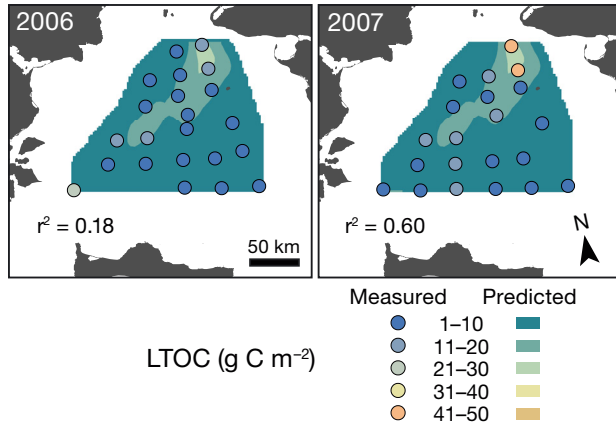 2006
2007
r² = 0.18
50 km
r² = 0.60
N
Measured Predicted
LTOC (g C m⁻²)
1–10
11–20
21–30
31–40
41–50